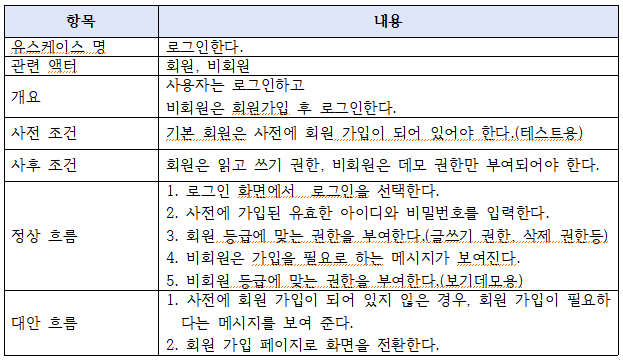 항목 내용
유스케이스 명 로그인한다.
관련 액터 회원, 비회원
개요 사용자는 로그인하고
비회원은 회원가입 후 로그인한다.
사전 조건 기본 회원은 사전에 회원 가입이 되어 있어야 한다.(테스트용)
사후 조건 회원은 읽고 쓰기 권한, 비회원은 데모 권한만 부여되어야 한다.
정상 흐름
1. 로그인 화면에서 로그인을 선택한다.
2. 사전에 가입된 유효한 아이디와 비밀번호를 입력한다.
3. 회원 등급에 맞는 권한을 부여한다.(글쓰기 권한, 삭제 권한등)
4. 비회원은 가입을 필요로 하는 메시지가 보여진다.
5. 비회원 등급에 맞는 권한을 부여한다.(보기데모용)
대안 흐름
1. 사전에 회원 가입이 되어 있지 않은 경우, 회원 가입이 필요하
다는 메시지를 보여 준다.
2. 회원 가입 페이지로 화면을 전환한다.